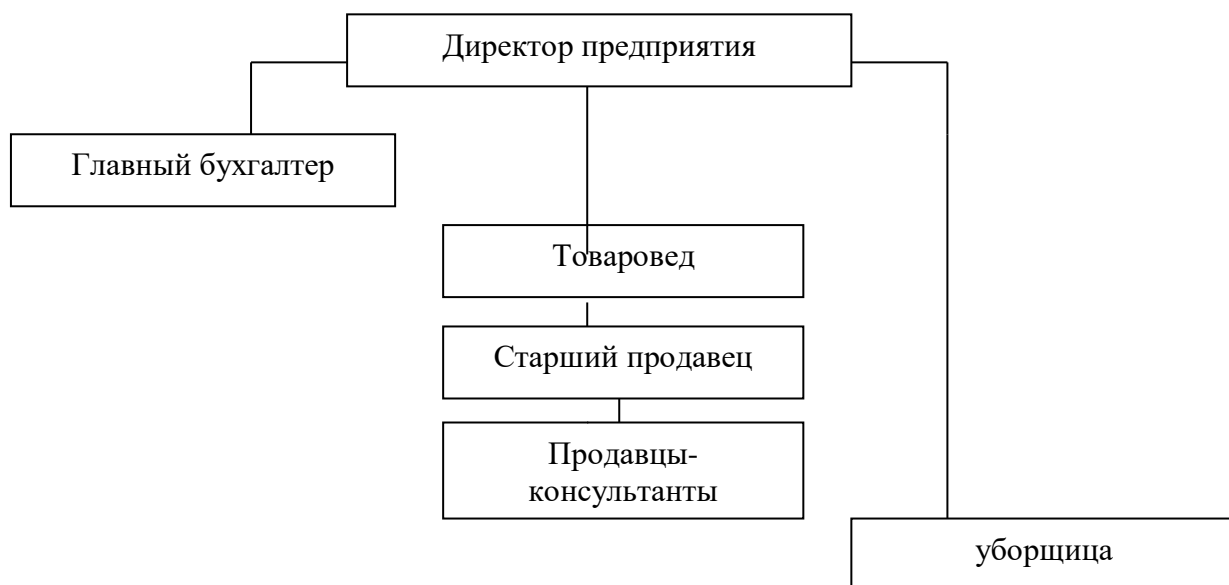 Директор предприятия
Главный бухгалтер
Товаровед
Старший продавец
Продавцы-
консультанты
уборщица